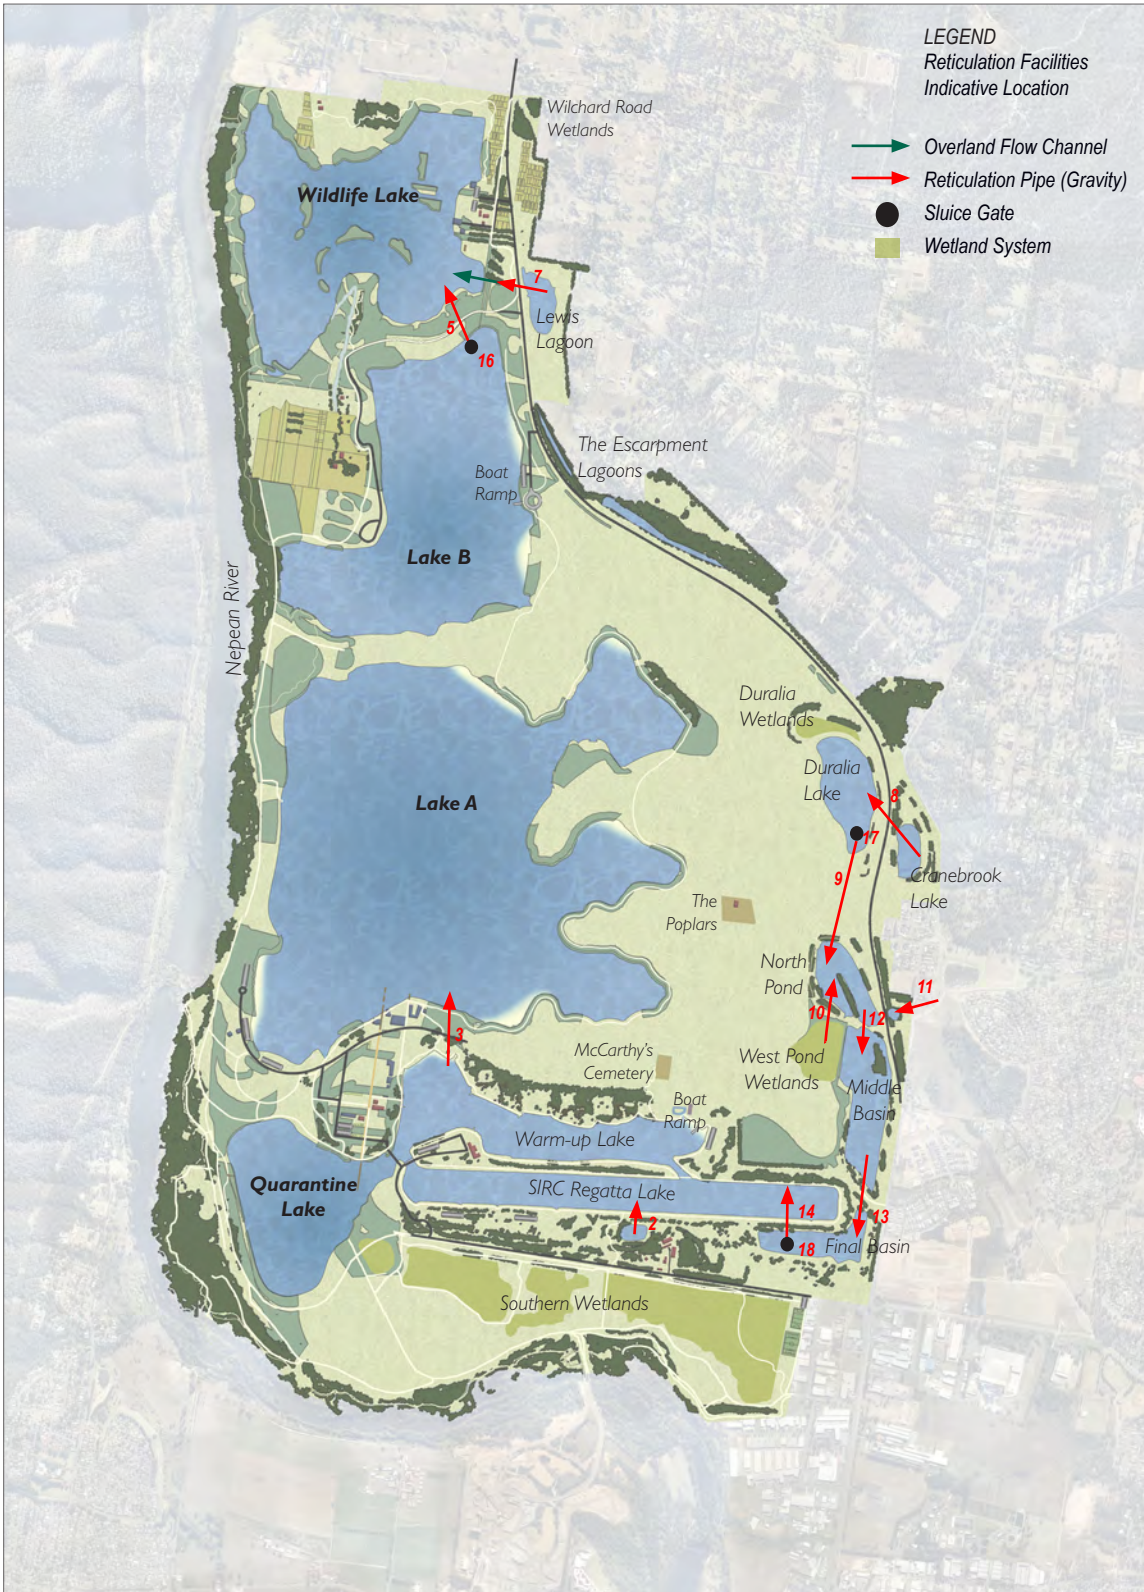 LEGEND
Reticulation Facilities
Indicative Location
Overland Flow Channel
Reticulation Pipe (Gravity)
Sluice Gate
Wetland System
Wilchard Road
Wetlands
Wildlife Lake
7
Lewis
Lagoon
5
16
The Escarpment
Lagoons
Boat
Ramp
Lake B
Nepean River
Duralia
Wetlands
Duralia
Lake
8
Lake A
17
Cranebrook
Lake
9
The
Poplars
North
Pond
11
10
12
3
McCarthy's
Cemetery
West Pond
Wetlands
Middle
Basin
Boat
Ramp
Warm-up Lake
Quarantine
Lake
SIRC Regatta Lake
14
13
2
18
Final Basin
Southern Wetlands